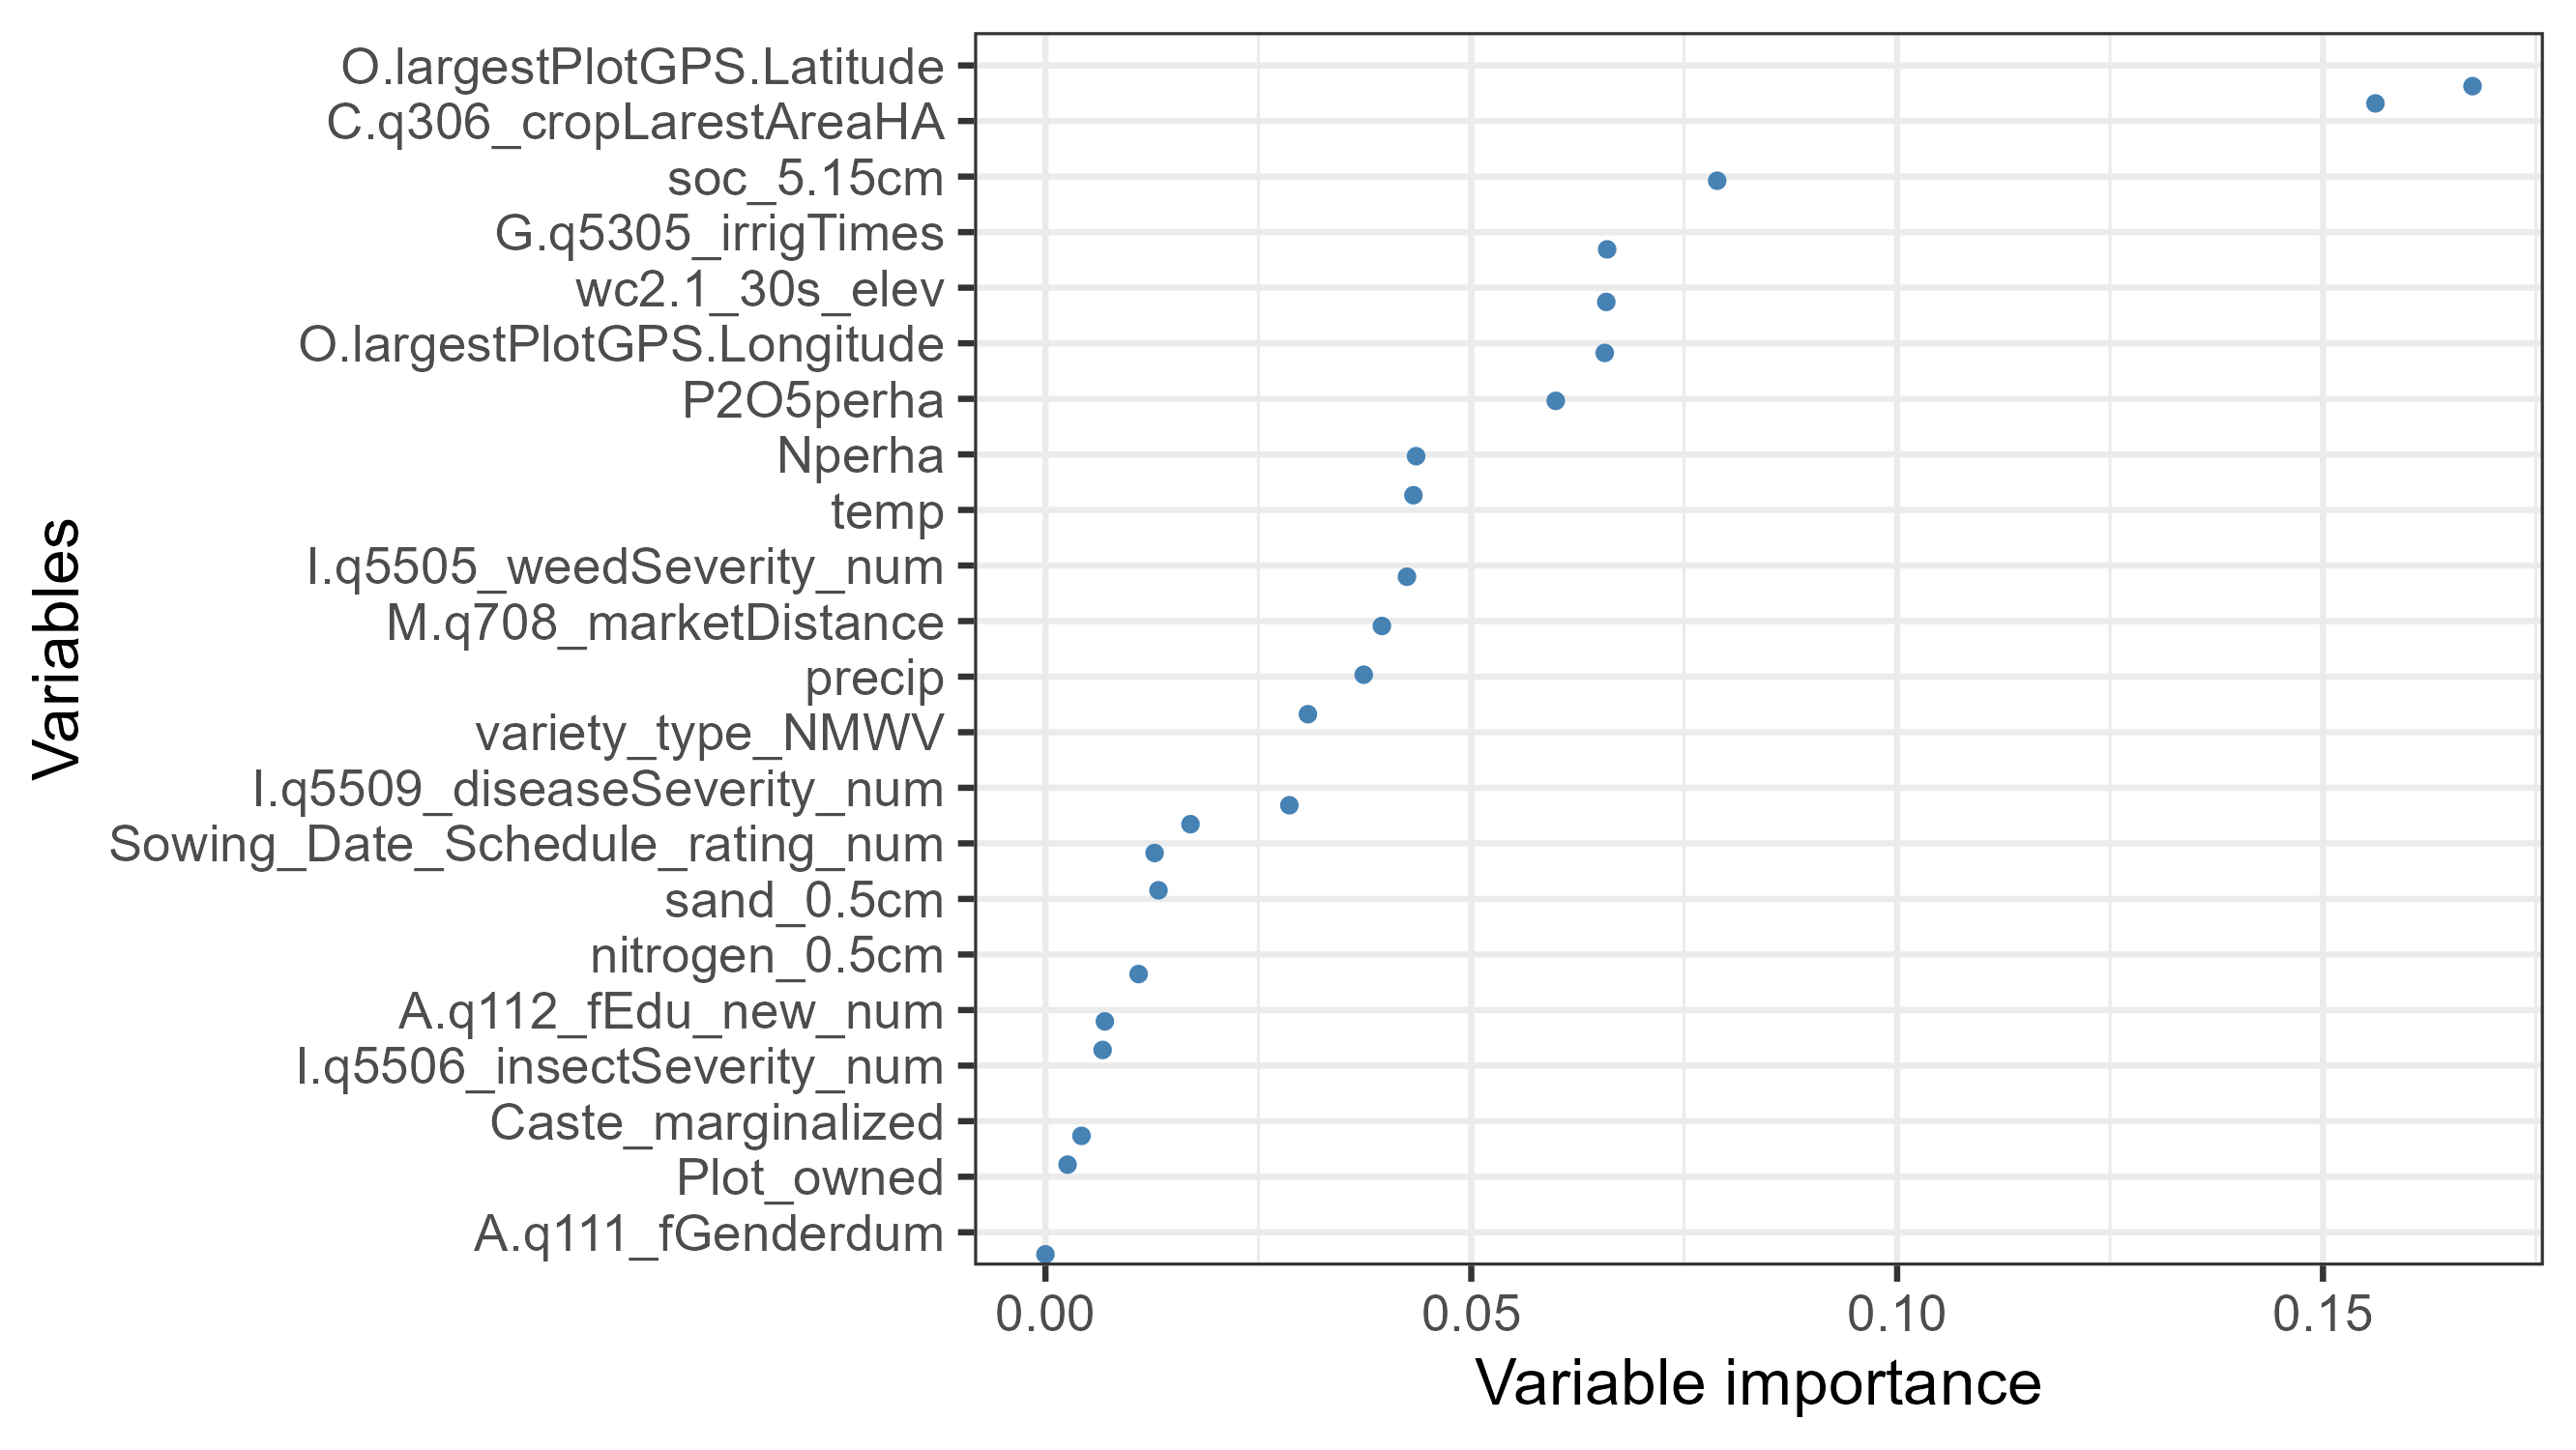 O.largestPlotGPS.Latitude
C.q306_cropLarestAreaHA
soc_5.15cm
G.q5305_irrigTimes
wc2.1_30s_elev
O.largestPlotGPS.Longitude
P2O5perha
Nperha
temp
I.q5505_weedSeverity_num
M.q708_marketDistance
precip
variety_type_NMWV
I.q5509_diseaseSeverity_num
Sowing_Date_Schedule_rating_num
sand_0.5cm
nitrogen_0.5cm
A.q112_fEdu_new_num
I.q5506_insectSeverity_num
Caste_marginalized
Plot_owned
A.q111_fGenderdum
Variables
0.00 0.05 0.10 0.15
Variable importance